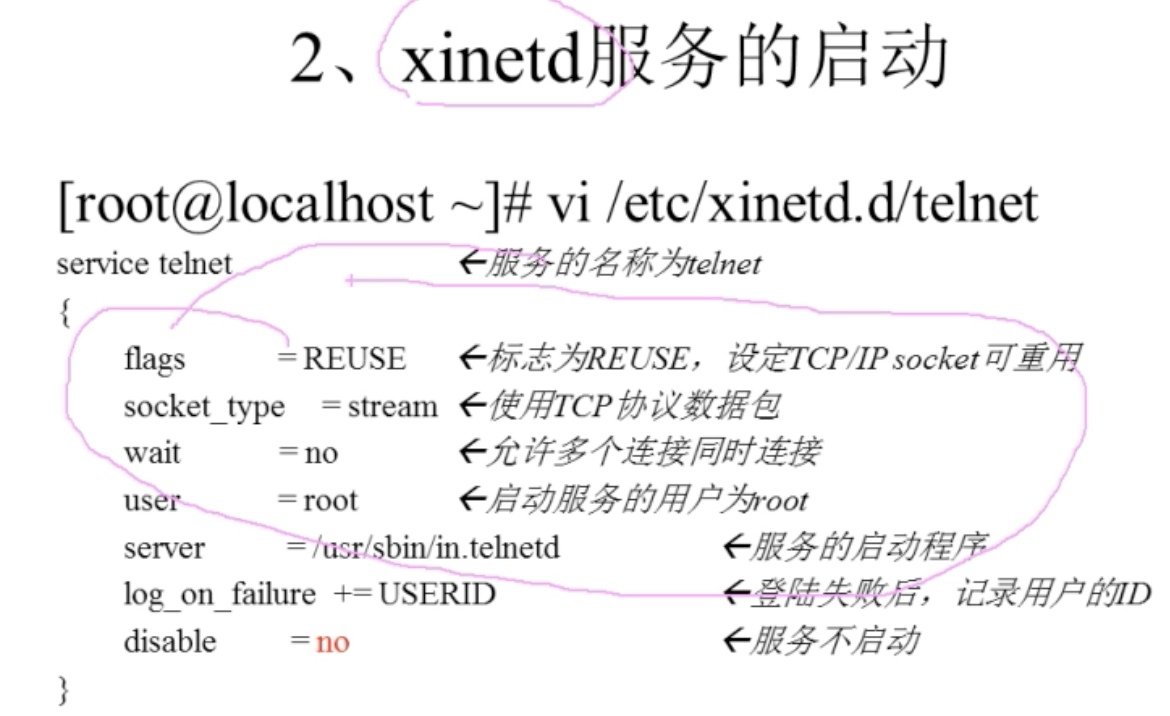 2、xinetd服务的启动
[root@localhost ~]# vi /etc/xinetd.d/telnet
service telnet ←服务的名称为telnet
{
flags = REUSE ←标志为REUSE，设定TCP/IP socket可重用
socket_type = stream ←使用TCP协议数据包
wait = no ←允许多个连接同时连接
user = root ←启动服务的用户为root
server = /usr/sbin/in.telnetd ←服务的启动程序
log_on_failure += USERID ←登陆失败后，记录用户的ID
disable = no ←服务不启动
}